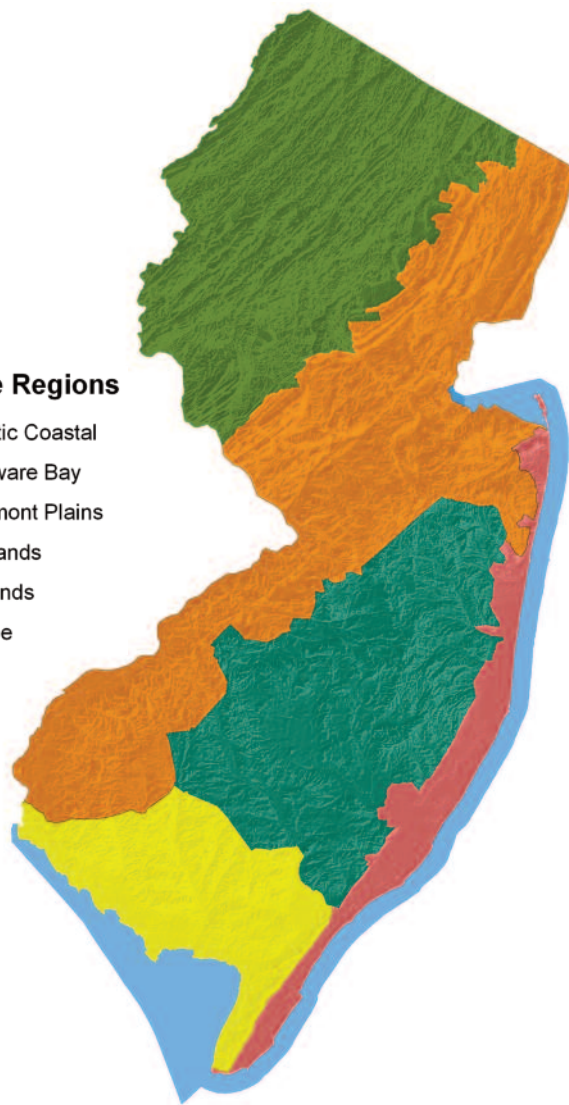 e Regions
tic Coastal
ware Bay
mont Plains
ands
nds
e